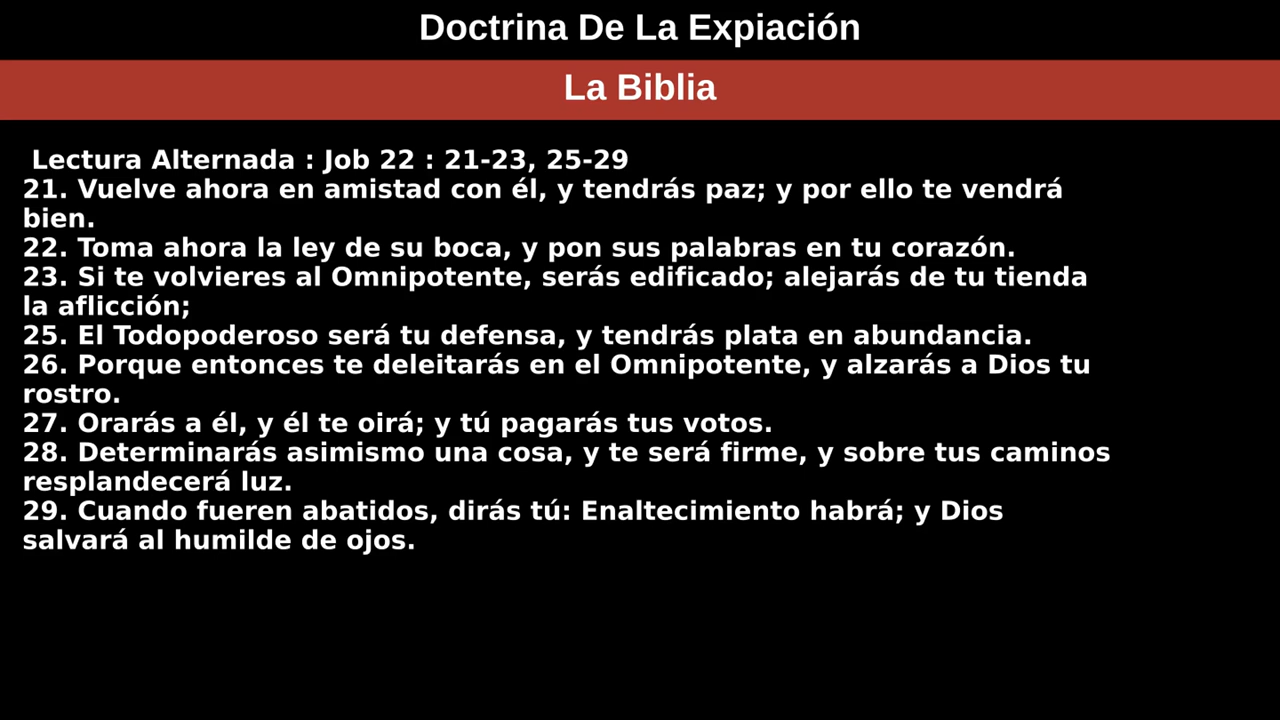 Doctrina De La Expiación
La Biblia
Lectura Alternada : Job 22 : 21-23, 25-29
21. Vuelve ahora en amistad con él, y tendrás paz; y por ello te vendrá
bien.
22. Toma ahora la ley de su boca, y pon sus palabras en tu corazón.
23. Si te volvieres al Omnipotente, serás edificado; alejarás de tu tienda
la aflicción;
25. El Todopoderoso será tu defensa, y tendrás plata en abundancia.
26. Porque entonces te deleitarás en el Omnipotente, y alzarás a Dios tu
rostro.
27. Orarás a él, y él te oirá; y tú pagarás tus votos.
28. Determinarás asimismo una cosa, y te será firme, y sobre tus caminos
resplandecerá luz.
29. Cuando fueren abatidos, dirás tú: Enaltecimiento habrá; y Dios
salvará al humilde de ojos.